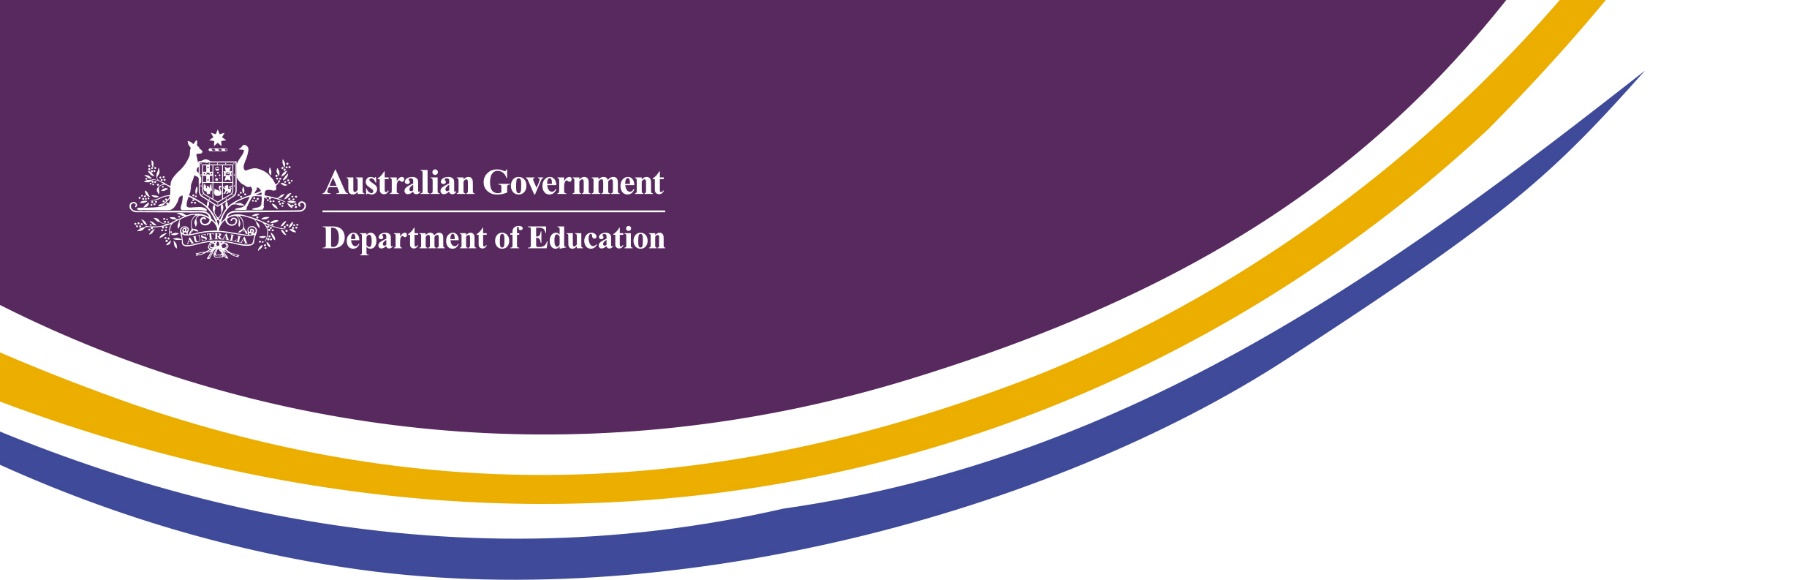 Australian Government
Department of Education
AUSTRALIA